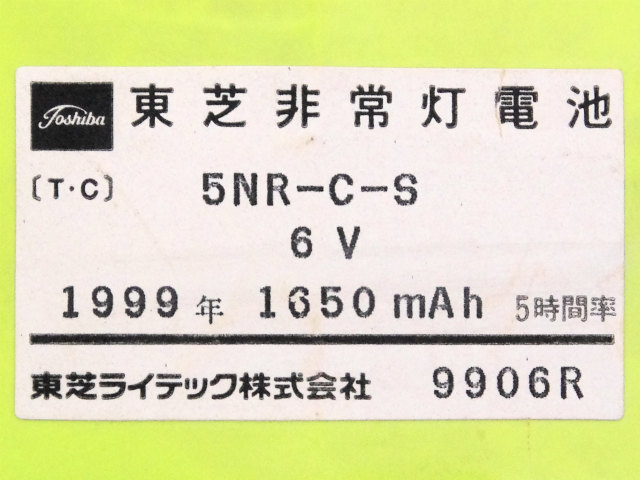 Toshiba 東芝非常灯電池
〔T・C〕 5NR-C-S
6V
1999年 1650mAh 5時間率
東芝ライテック株式会社 9906R